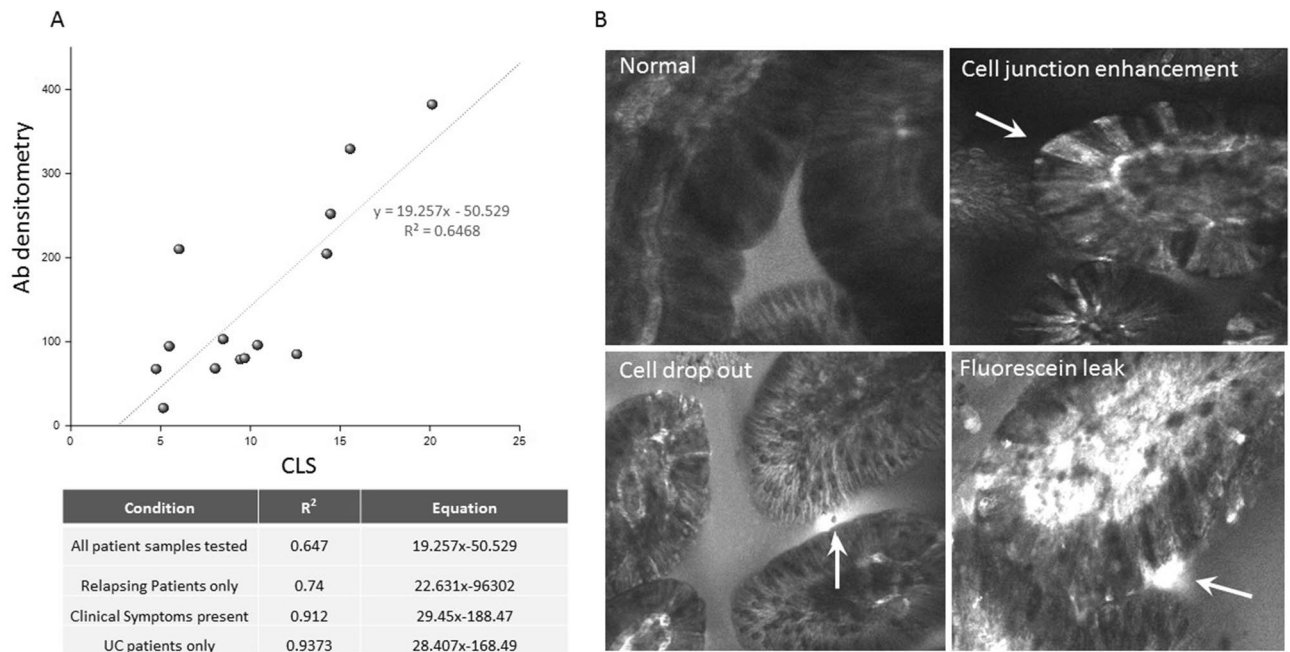 A
Ab densitometry
400
300
200
100
0
y = 19.257x - 50.529
R² = 0.6468
0 5 10 15 20 25
CLS
Condition R² Equation
All patient samples tested 0.647 19.257x-50.529
Relapsing Patients only 0.74 22.631x-96302
Clinical Symptoms present 0.912 29.45x-188.47
UC patients only 0.9373 28.407x-168.49
B
Normal
Cell junction enhancement
Cell drop out
Fluorescein leak